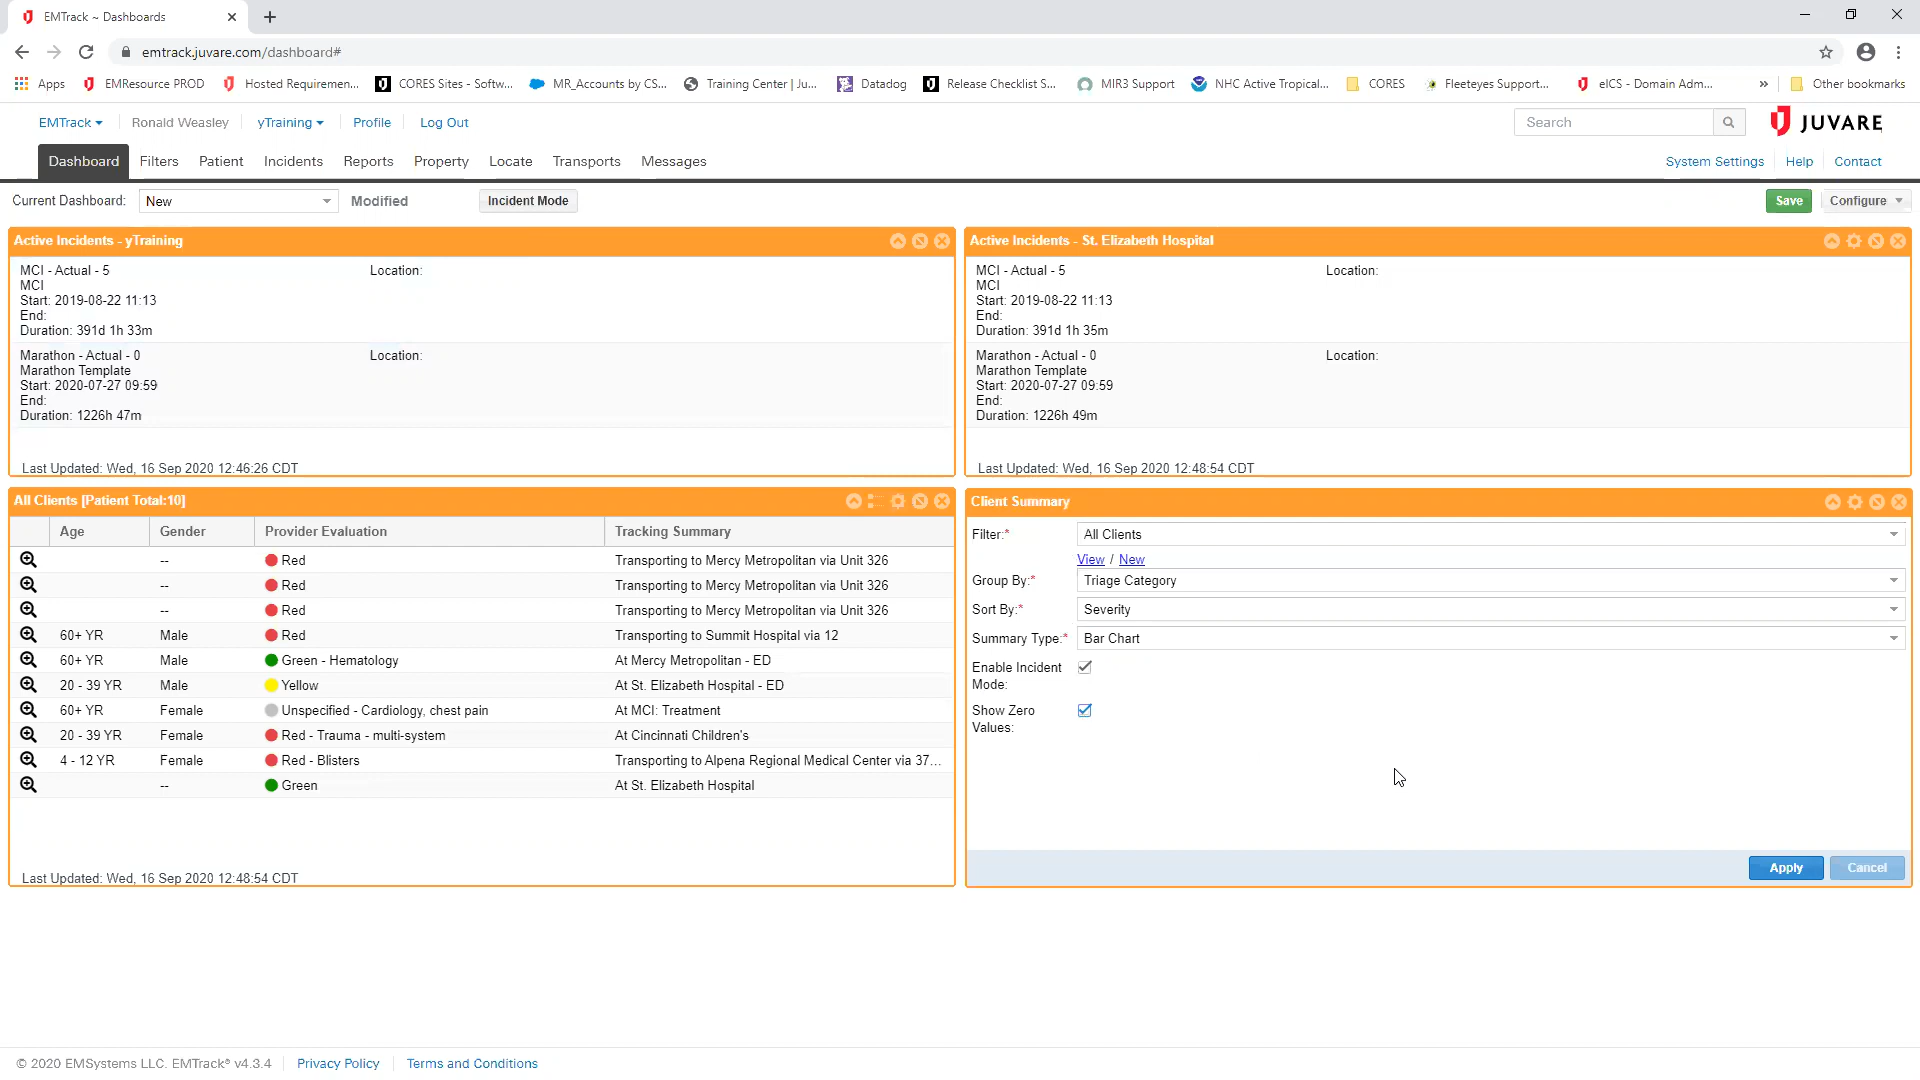 EMTrack ~ Dashboards
emtrack.juvare.com/dashboard#
Apps EMResource PROD Hosted Requiremen... CORES Sites - Softw... MR_Accounts by CS... Training Center | Ju... Datadog Release Checklist S... MIR3 Support NHC Active Tropical... CORES Fleeteyes Support... eICS - Domain Adm... » Other bookmarks
EMTrack Ronald Weasley yTraining Profile Log Out Search JUVARE
Dashboard Filters Patient Incidents Reports Property Locate Transports Messages System Settings Help Contact
Current Dashboard: New Modified Incident Mode Save Configure
Active Incidents - yTraining
MCI - Actual - 5 Location:
MCI
Start: 2019-08-22 11:13
End:
Duration: 391d 1h 33m
Marathon - Actual - 0 Location:
Marathon Template
Start: 2020-07-27 09:59
End:
Duration: 1226h 47m
Last Updated: Wed, 16 Sep 2020 12:46:26 CDT
Active Incidents - St. Elizabeth Hospital
MCI - Actual - 5 Location:
MCI
Start: 2019-08-22 11:13
End:
Duration: 391d 1h 35m
Marathon - Actual - 0 Location:
Marathon Template
Start: 2020-07-27 09:59
End:
Duration: 1226h 49m
Last Updated: Wed, 16 Sep 2020 12:48:54 CDT
All Clients [Patient Total:10]
Age Gender Provider Evaluation Tracking Summary
-- Red Transporting to Mercy Metropolitan via Unit 326
-- Red Transporting to Mercy Metropolitan via Unit 326
-- Red Transporting to Mercy Metropolitan via Unit 326
60+ YR Male Red Transporting to Summit Hospital via 12
60+ YR Male Green - Hematology At Mercy Metropolitan - ED
20 - 39 YR Male Yellow At St. Elizabeth Hospital - ED
60+ YR Female Unspecified - Cardiology, chest pain At MCI: Treatment
20 - 39 YR Female Red - Trauma - multi-system At Cincinnati Children's
4 - 12 YR Female Red - Blisters Transporting to Alpena Regional Medical Center via 37...
-- Green At St. Elizabeth Hospital
Last Updated: Wed, 16 Sep 2020 12:48:54 CDT
Client Summary
Filter:* All Clients
View / New
Group By:* Triage Category
Sort By:* Severity
Summary Type:* Bar Chart
Enable Incident
Mode:
Show Zero
Values:
Apply Cancel
© 2020 EMSystems LLC. EMTrack® v4.3.4 Privacy Policy Terms and Conditions